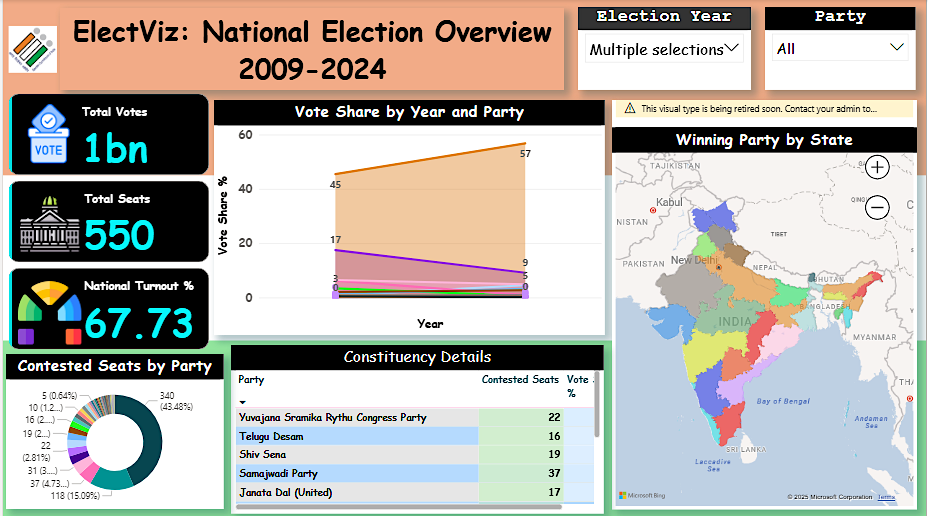 ElectViz: National Election Overview
2009-2024
Election Year
Multiple selections
Party
All
Total Votes
1bn
Total Seats
550
National Turnout %
67.73
VOTE
Vote Share by Year and Party
Vote Share %
60
40
20
0
45
57
17
9
5
3
0
0
Year
This visual type is being retired soon. Contact your admin to...
Winning Party by State
TAJIKISTAN
Kabul
NISTAN
PAKISTAN
New Delhi
TIBET
QING
C
NEPAL
BHUTAN
BANGLADESH
INDIA
MYANMAR
THA
Bay of Bengal
Andaman
Sea
SRI LANKA
Laccadive
Sea
Microsoft Bing
© 2025 Microsoft Corporation Terms
Contested Seats by Party
5 (0.64%)
10 (1.2...)
16 (2....)
19 (2...)
22
(2.81%)
31 (3....)
37 (4.73...)
118 (15.09%)
340
(43.48%)
Constituency Details
Party Contested Seats Vote
%
Yuvajana Sramika Rythu Congress Party 22
Telugu Desam 16
Shiv Sena 19
Samajwadi Party 37
Janata Dal (United) 17